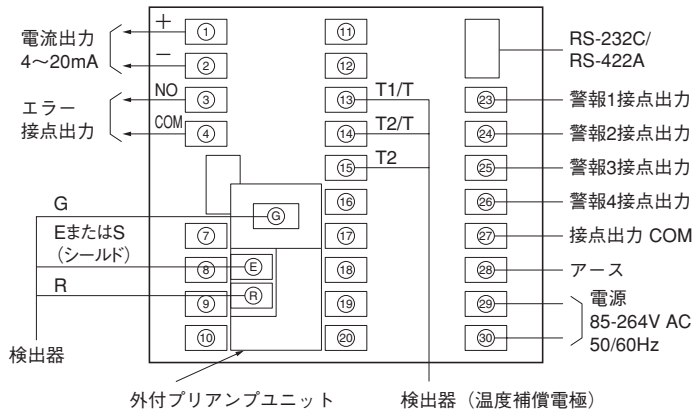 電流出力
4〜20mA
+
−
エラー
接点出力
NO
COM
① ② ③ ④
G
EまたはS
(シールド)
R
検出器
⑦ ⑧ ⑨ ⑩
G
E
R
外付プリアンプユニット
⑪ ⑫ ⑬ ⑭ ⑮ ⑯ ⑰ ⑱ ⑲ ⑳
T1/T
T2/T
T2
検出器(温度補償電極)
RS-232C/
RS-422A
㉓ 警報1接点出力
㉔ 警報2接点出力
㉕ 警報3接点出力
㉖ 警報4接点出力
㉗ 接点出力 COM
㉘ アース
㉙ ㉚ 電源
85-264V AC
50/60Hz